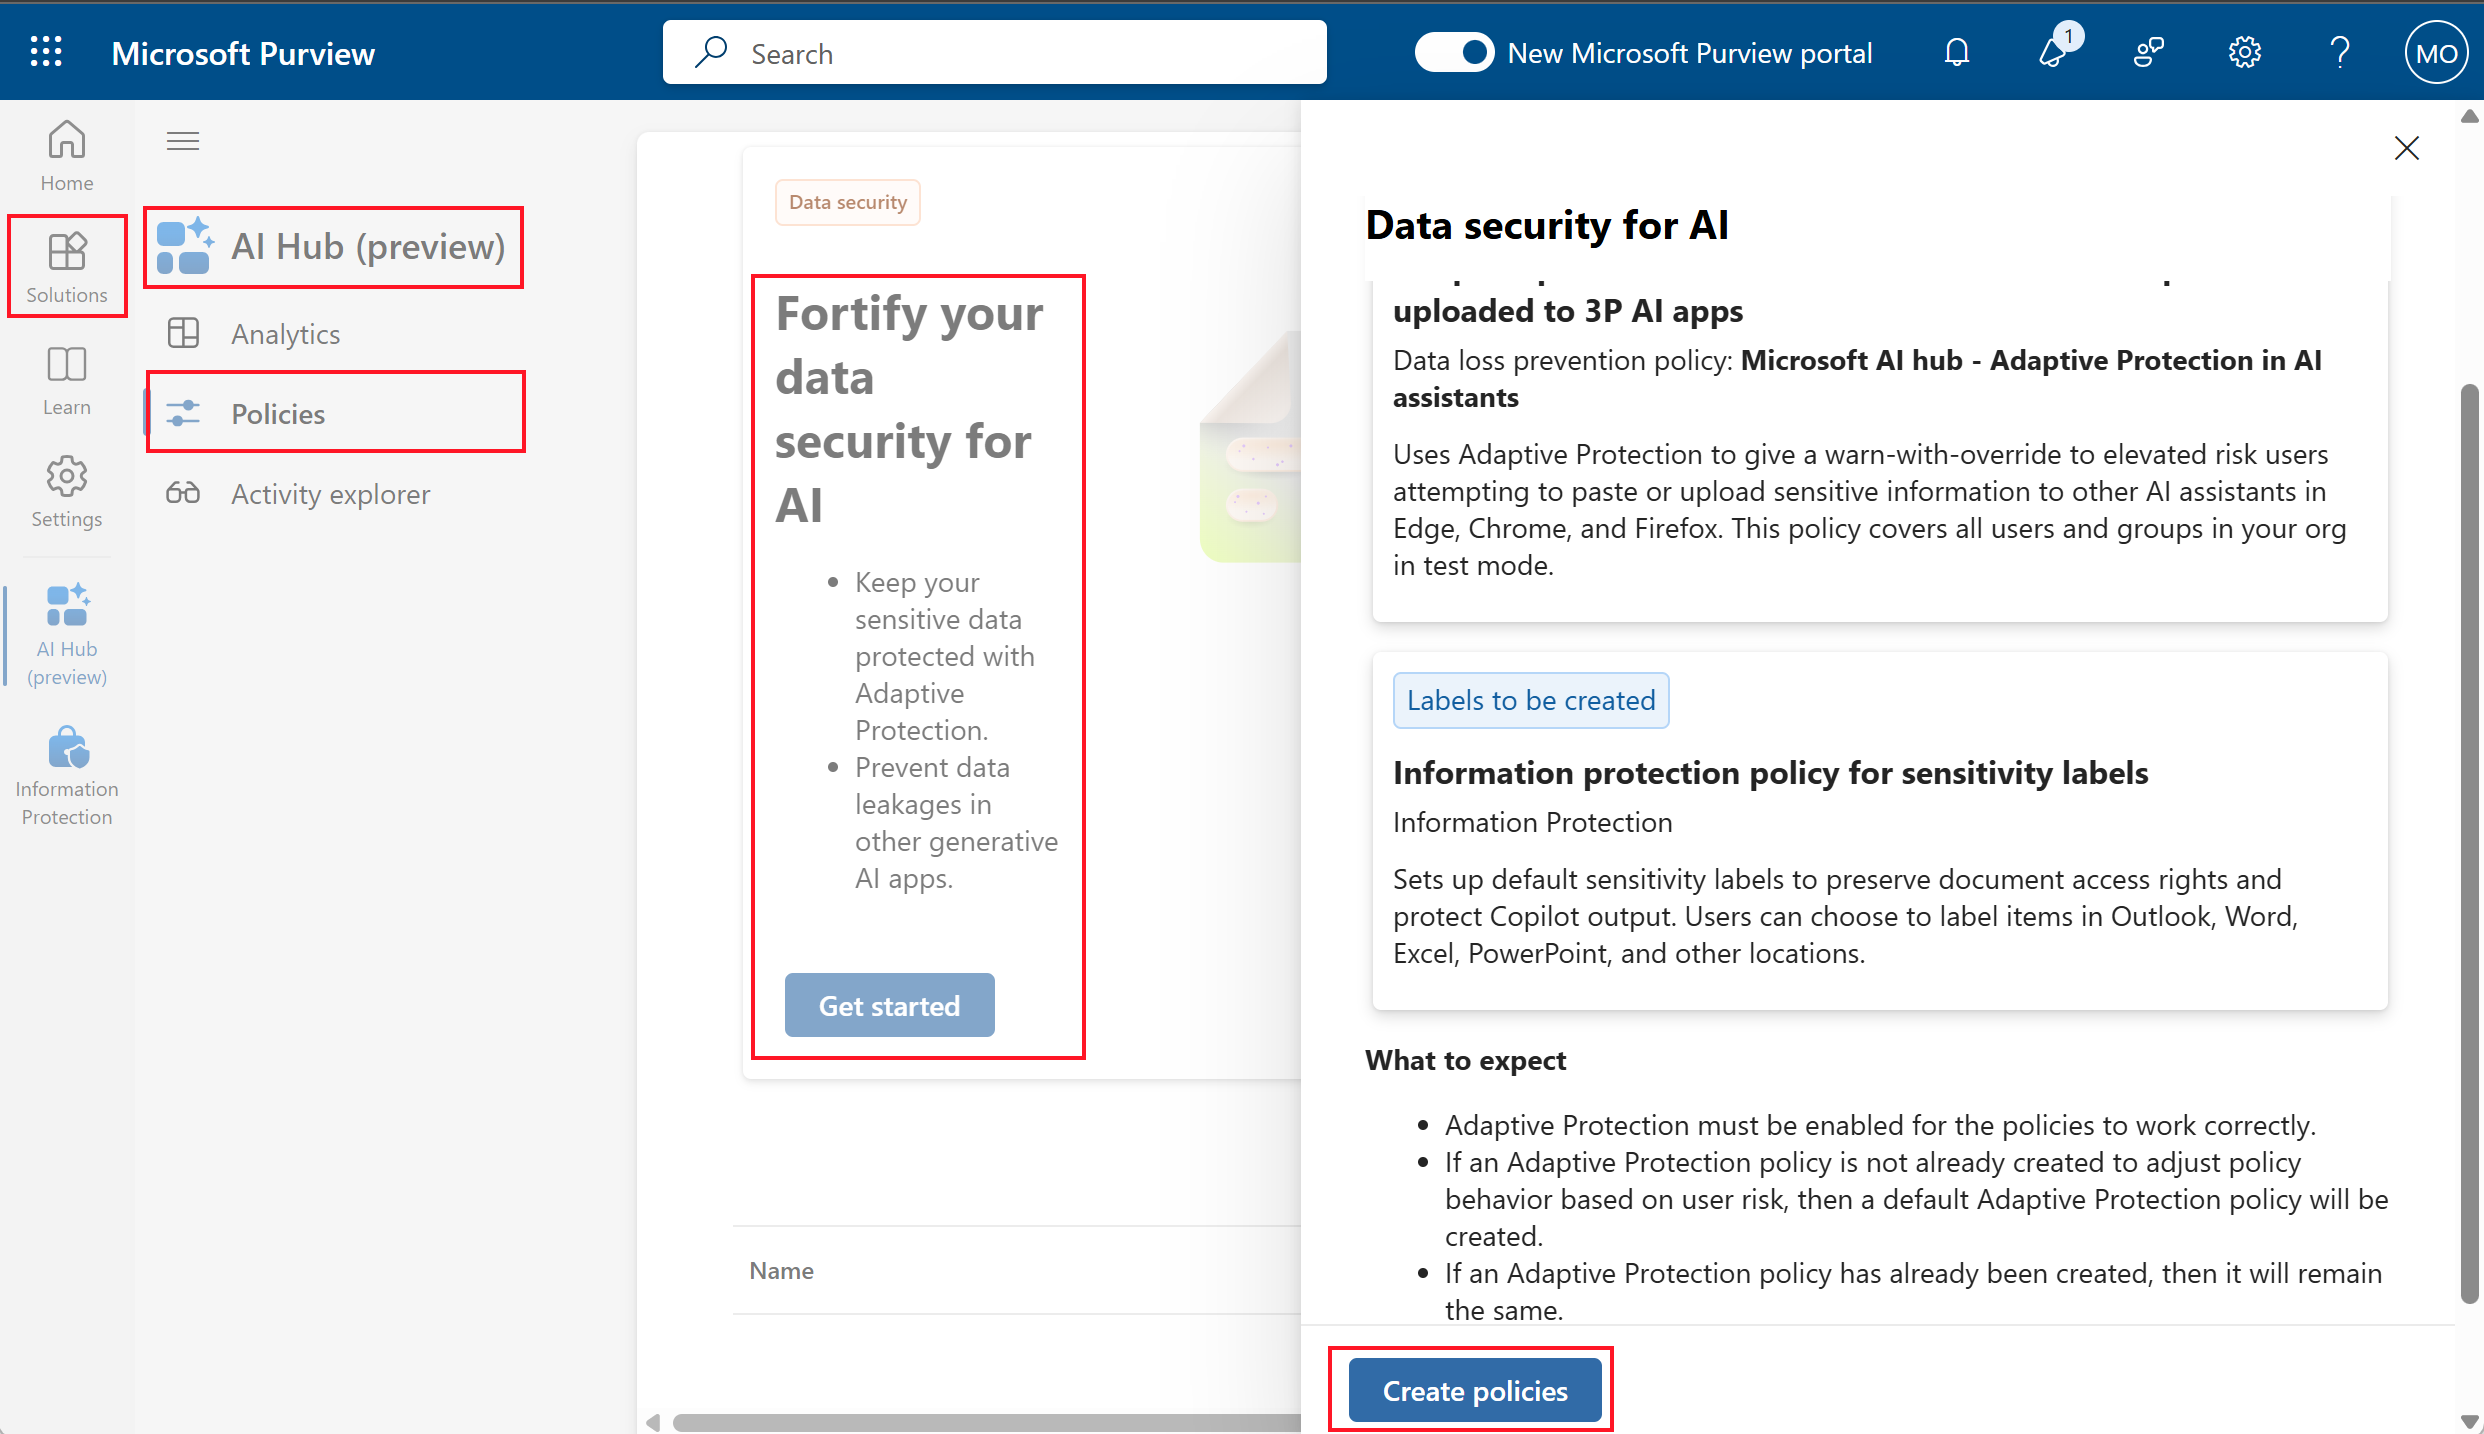 Microsoft Purview
Search
New Microsoft Purview portal
1
MO
Home
Solutions
Learn
Settings
AI Hub
(preview)
Information
Protection
AI Hub (preview)
Analytics
Policies
Activity explorer
Data security
Fortify your
data
security for
AI
Keep your
sensitive data
protected with
Adaptive
Protection.
Prevent data
leakages in
other generative
AI apps.
Get started
Name
Data security for AI
uploaded to 3P AI apps
Data loss prevention policy: Microsoft AI hub - Adaptive Protection in AI
assistants
Uses Adaptive Protection to give a warn-with-override to elevated risk users
attempting to paste or upload sensitive information to other AI assistants in
Edge, Chrome, and Firefox. This policy covers all users and groups in your org
in test mode.
Labels to be created
Information protection policy for sensitivity labels
Information Protection
Sets up default sensitivity labels to preserve document access rights and
protect Copilot output. Users can choose to label items in Outlook, Word,
Excel, PowerPoint, and other locations.
What to expect
Adaptive Protection must be enabled for the policies to work correctly.
If an Adaptive Protection policy is not already created to adjust policy
behavior based on user risk, then a default Adaptive Protection policy will be
created.
If an Adaptive Protection policy has already been created, then it will remain
the same.
Create policies